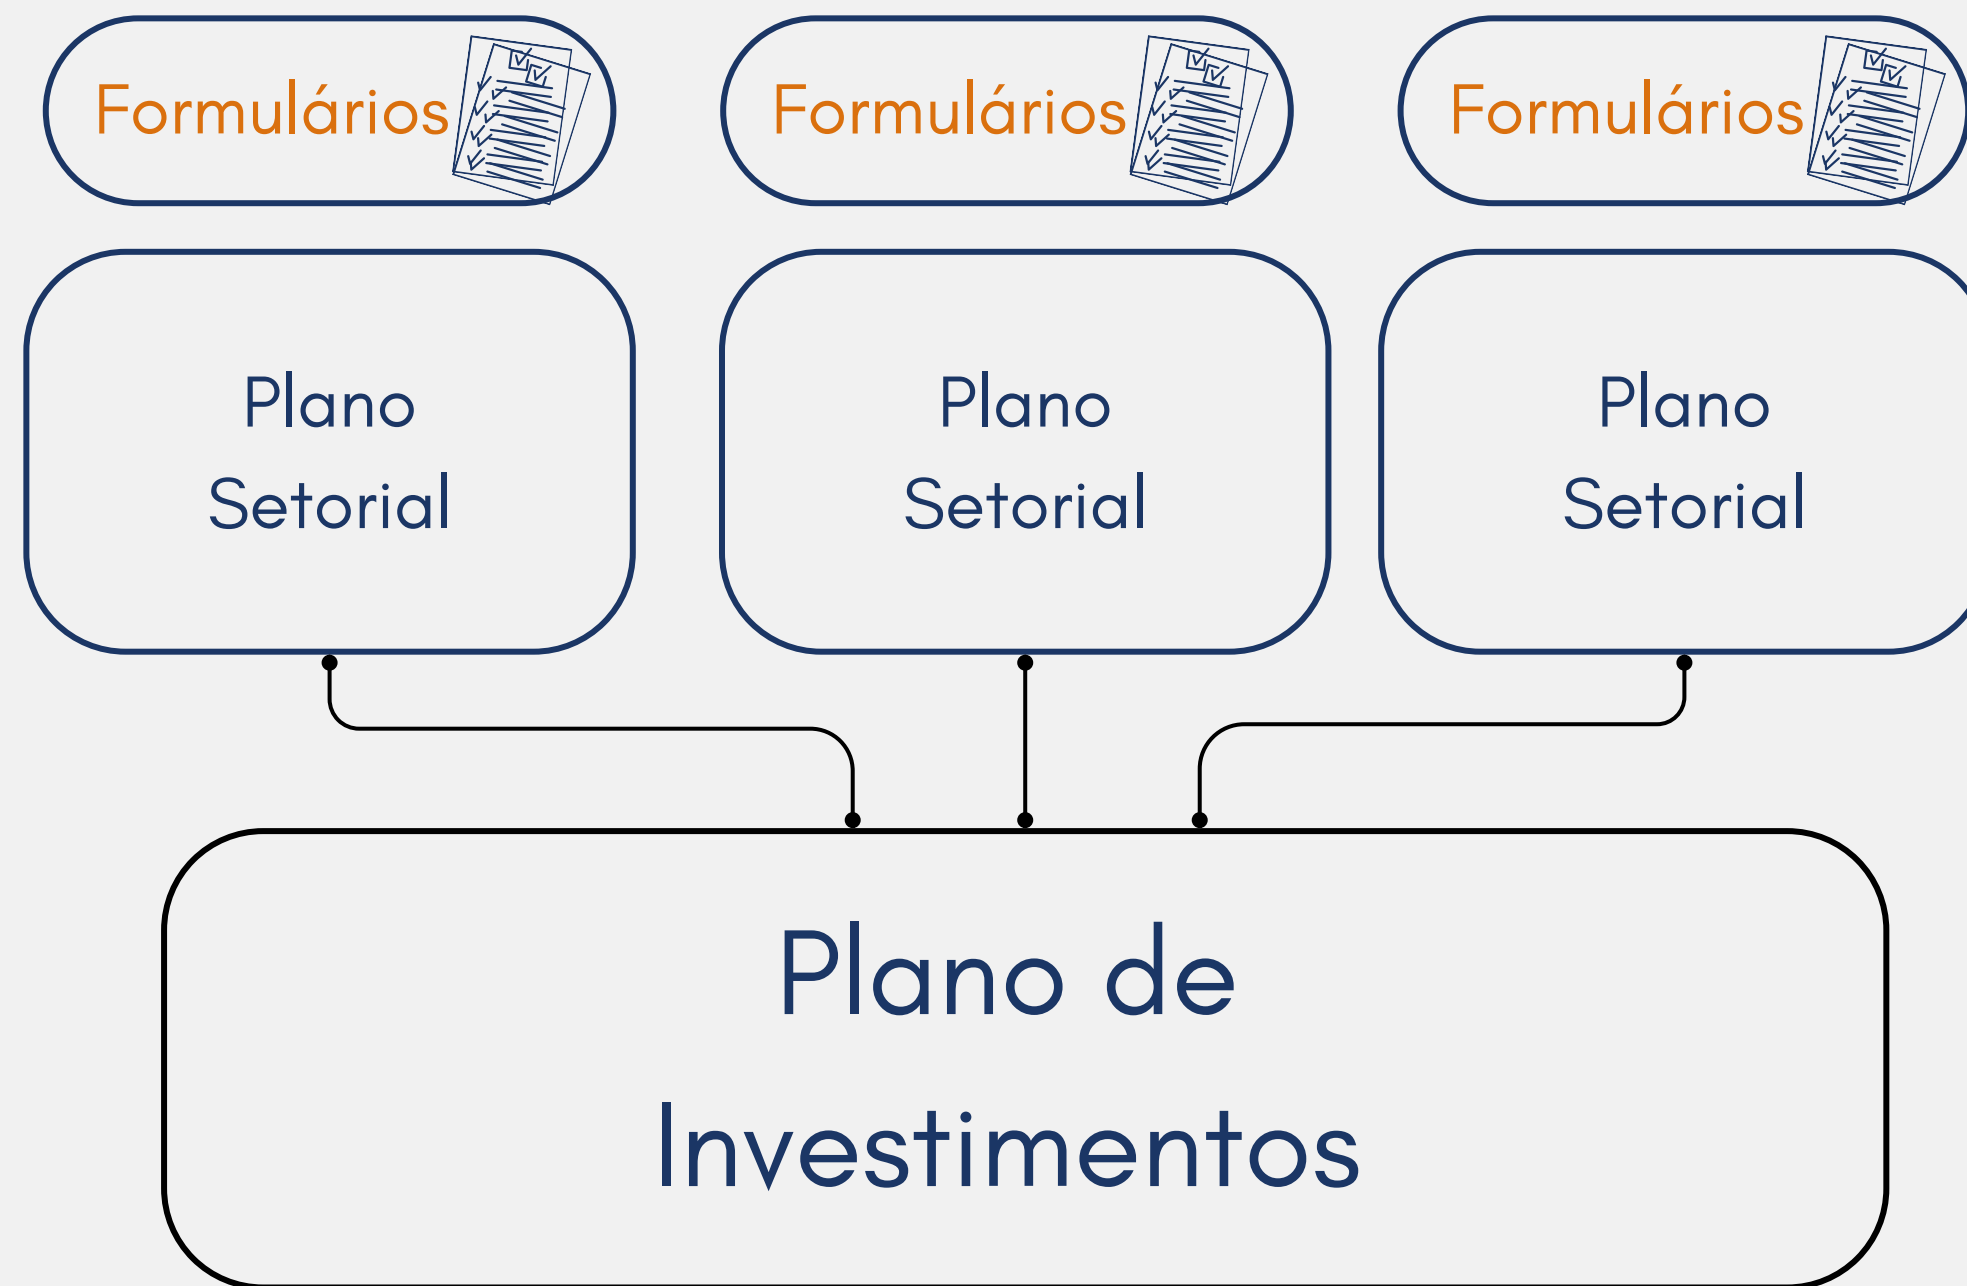 Formulários
Formulários
Formulários
Plano
Setorial
Plano
Setorial
Plano
Setorial
Plano de
Investimentos